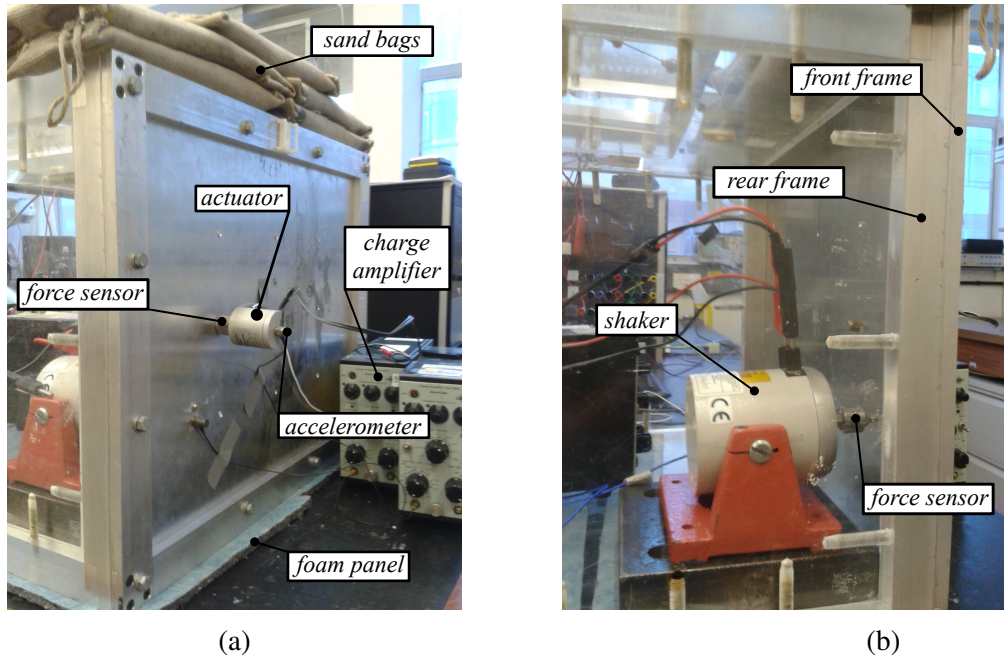 sand bags
actuator
charge
amplifier
force sensor
accelerometer
foam panel
(a)
front frame
rear frame
shaker
CE
force sensor
(b)